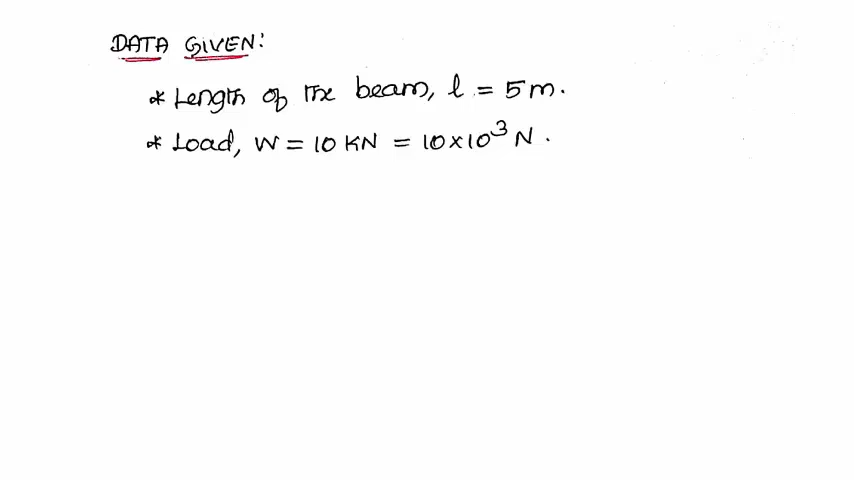 DATA GIVEN:
* Length of the beam, l = 5m.
* Load, W = 10 KN = 10×10³ N.